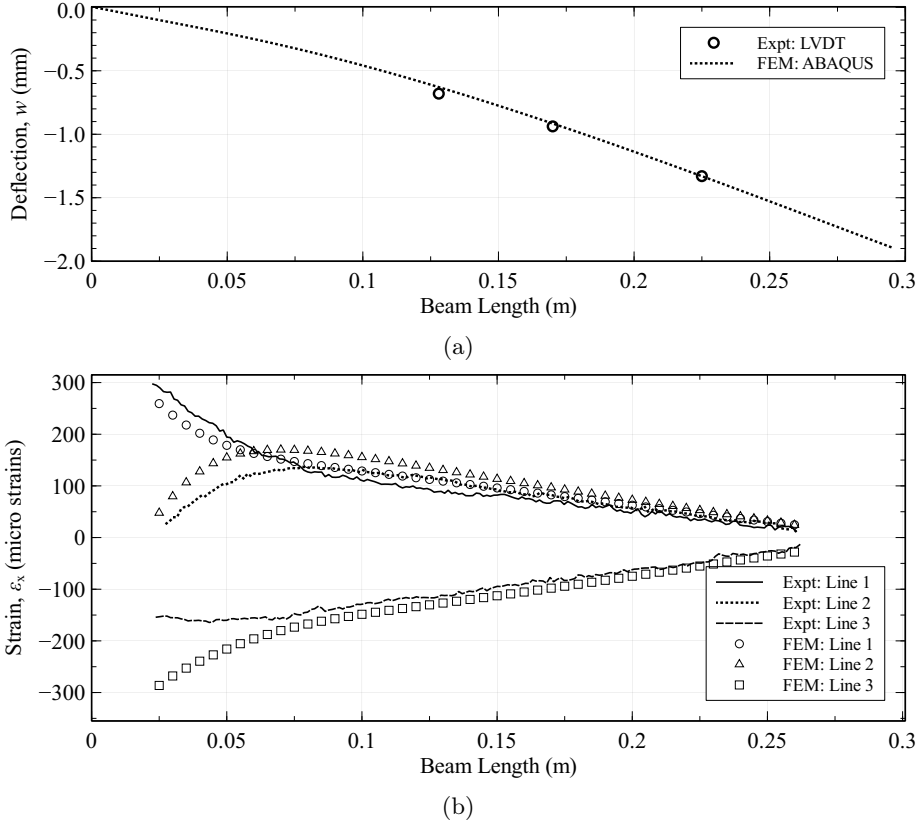 0.0
−0.5
−1.0
−1.5
−2.0
Deflection, w (mm)
Expt: LVDT
FEM: ABAQUS
0 0.05 0.1 0.15 0.2 0.25 0.3
Beam Length (m)
(a)
300
200
100
0
−100
−200
−300
Strain, εx (micro strains)
Expt: Line 1
Expt: Line 2
Expt: Line 3
FEM: Line 1
FEM: Line 2
FEM: Line 3
0 0.05 0.1 0.15 0.2 0.25 0.3
Beam Length (m)
(b)